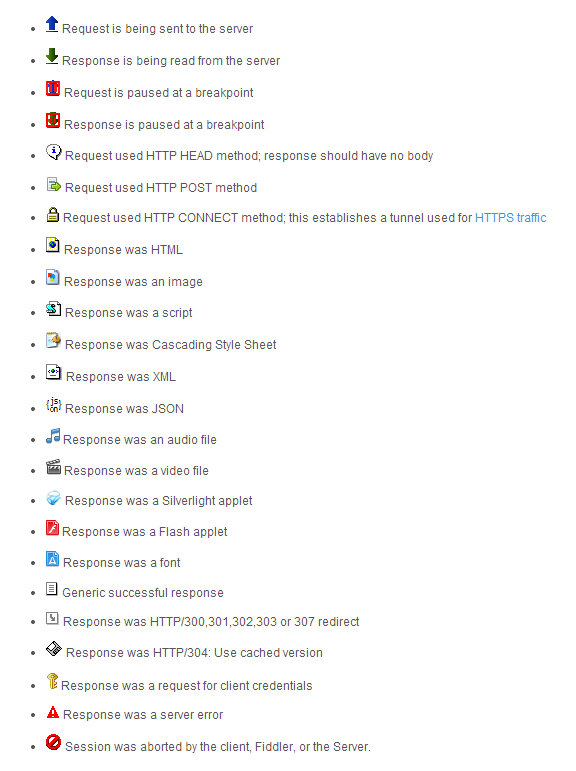 Request is being sent to the server
Response is being read from the server
Request is paused at a breakpoint
Response is paused at a breakpoint
Request used HTTP HEAD method; response should have no body
Request used HTTP POST method
Request used HTTP CONNECT method; this establishes a tunnel used for HTTPS traffic
Response was HTML
Response was an image
Response was a script
Response was Cascading Style Sheet
Response was XML
{js on} Response was JSON
Response was an audio file
Response was a video file
Response was a Silverlight applet
Response was a Flash applet
A Response was a font
Generic successful response
Response was HTTP/300,301,302,303 or 307 redirect
Response was HTTP/304: Use cached version
Response was a request for client credentials
Response was a server error
Session was aborted by the client, Fiddler, or the Server.